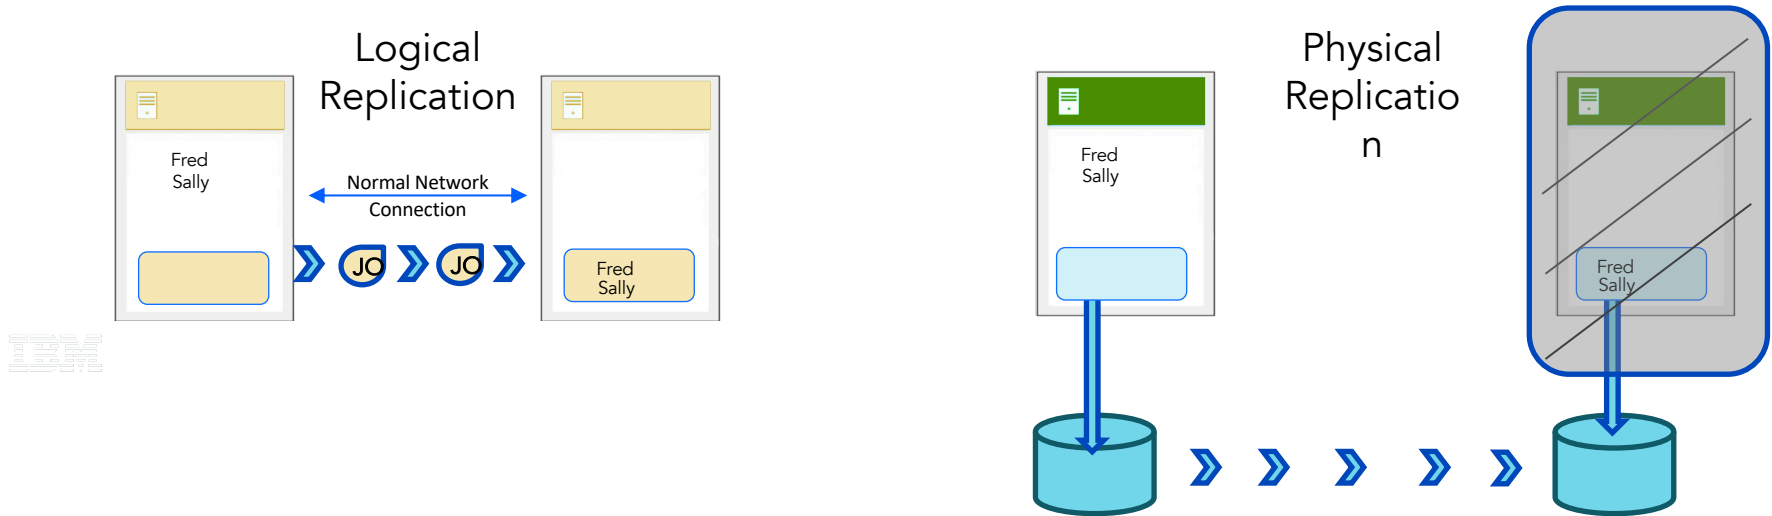 Logical
Replication
Fred
Sally
Normal Network
Connection
JO
JO
Fred
Sally
IBM
Physical
Replicatio
n
Fred
Sally
Fred
Sally